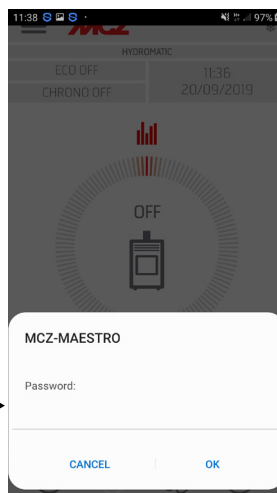 11:38
97%
MCZ
HYDROMATIC
ECO OFF
11:36
CHRONO OFF
20/09/2019
OFF
MCZ-MAESTRO
Password:
CANCEL
OK